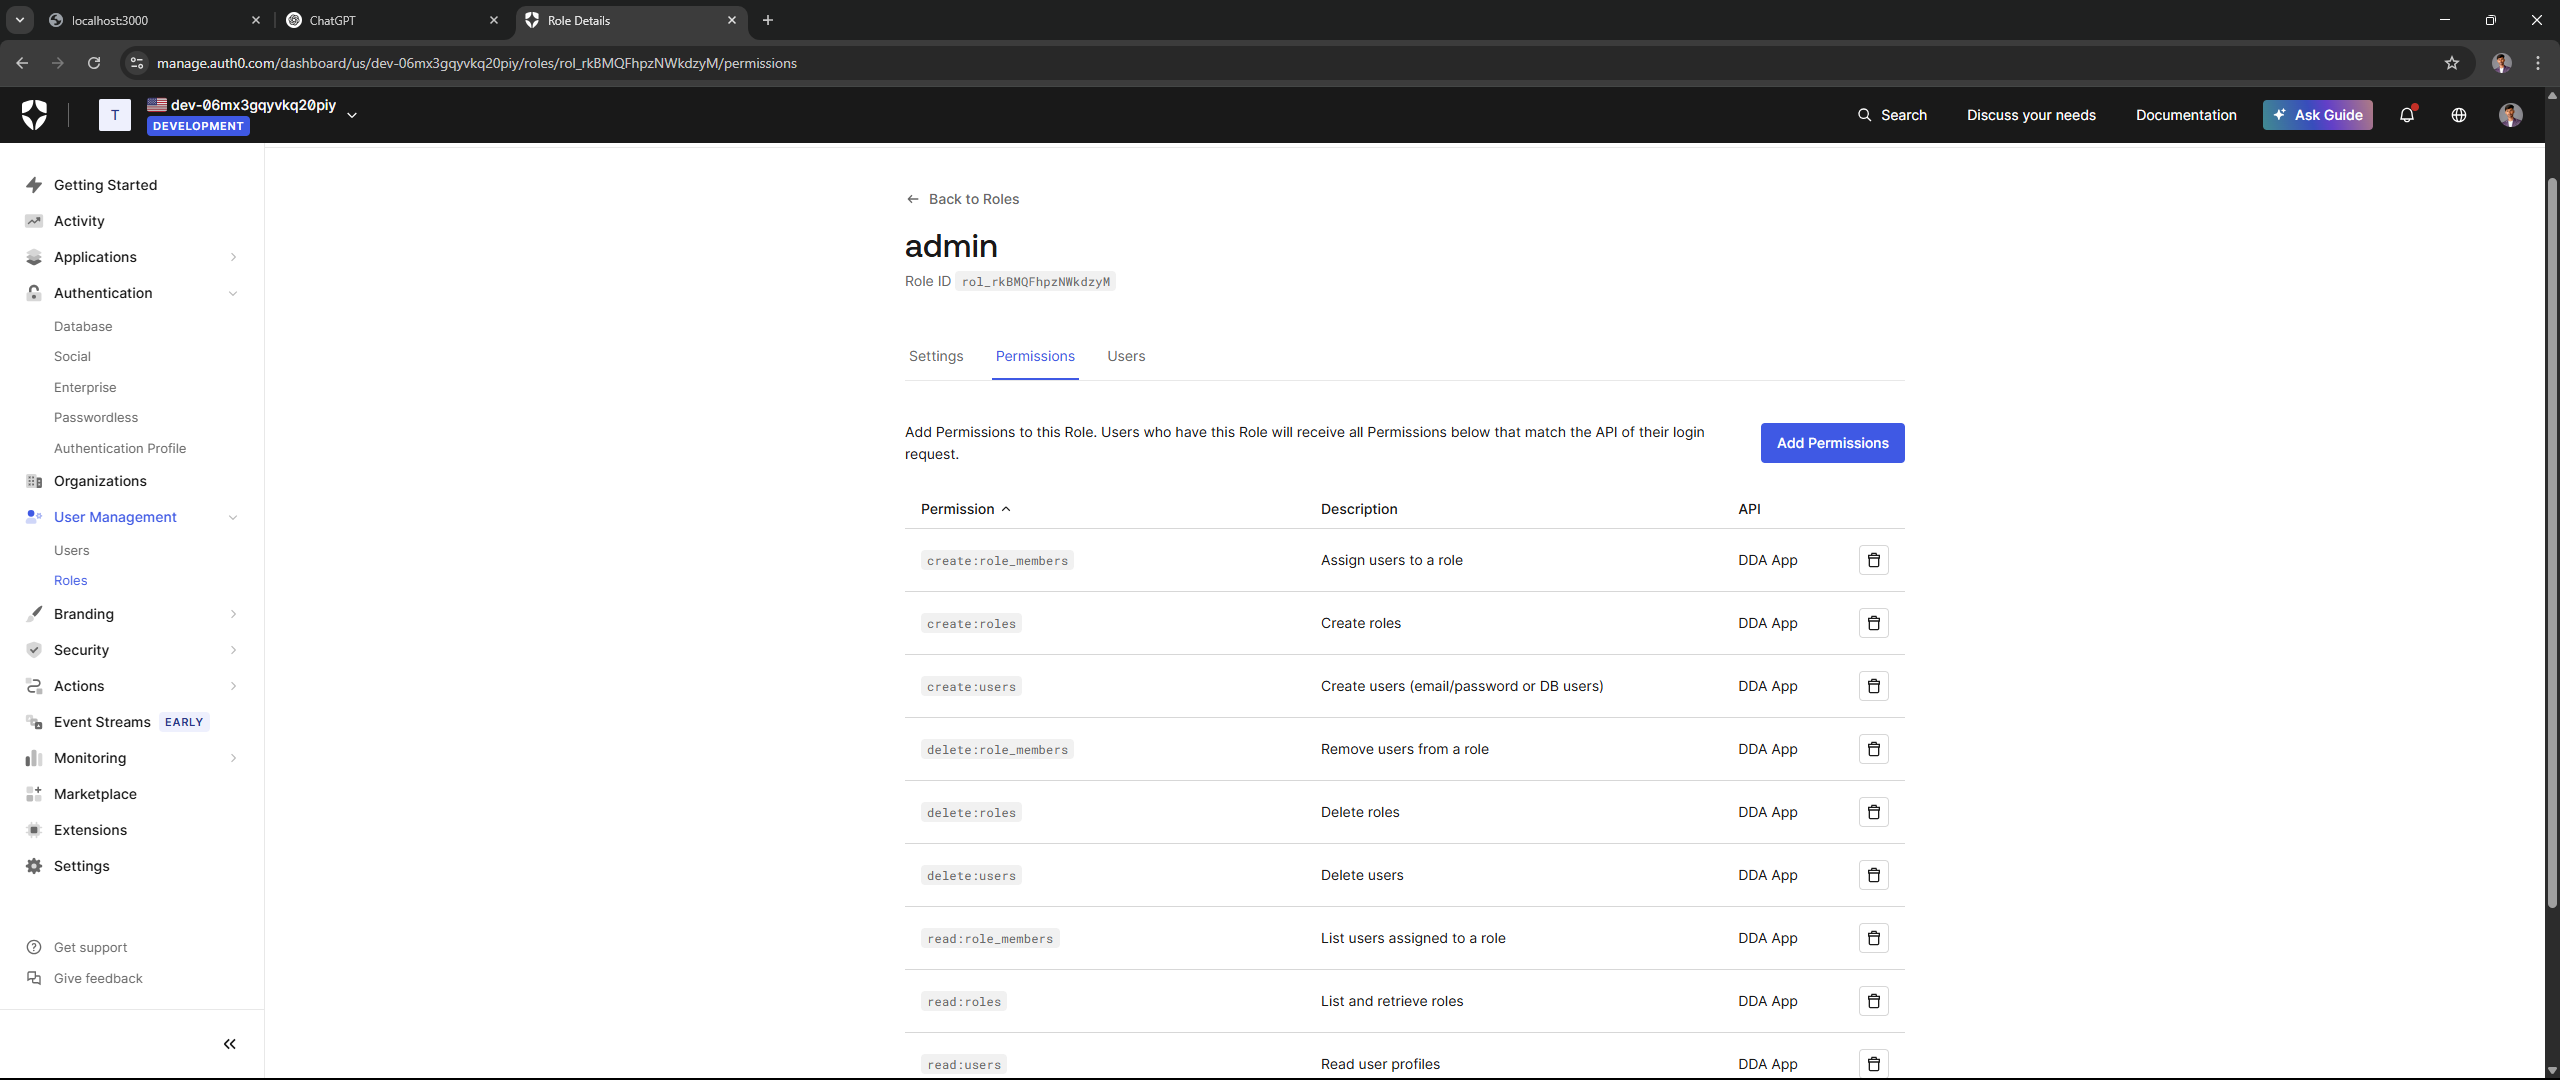 localhost:3000
ChatGPT
Role Details
manage.auth0.com/dashboard/us/dev-06mx3gqyvkq20piy/roles/rol_rkBMQFhpzNWkdzyM/permissions
T
dev-06mx3gqyvkq20piy
DEVELOPMENT
Search
Discuss your needs
Documentation
Ask Guide
Getting Started
Activity
Applications
Authentication
Database
Social
Enterprise
Passwordless
Authentication Profile
Organizations
User Management
Users
Roles
Branding
Security
Actions
Event Streams EARLY
Monitoring
Marketplace
Extensions
Settings
Get support
Give feedback
Back to Roles
admin
Role ID rol_rkBMQFhpzNWkdzyM
Settings Permissions Users
Add Permissions to this Role. Users who have this Role will receive all Permissions below that match the API of their login
request.
Add Permissions
Permission Description API
create:role_members Assign users to a role DDA App
create:roles Create roles DDA App
create:users Create users (email/password or DB users) DDA App
delete:role_members Remove users from a role DDA App
delete:roles Delete roles DDA App
delete:users Delete users DDA App
read:role_members List users assigned to a role DDA App
read:roles List and retrieve roles DDA App
read:users Read user profiles DDA App